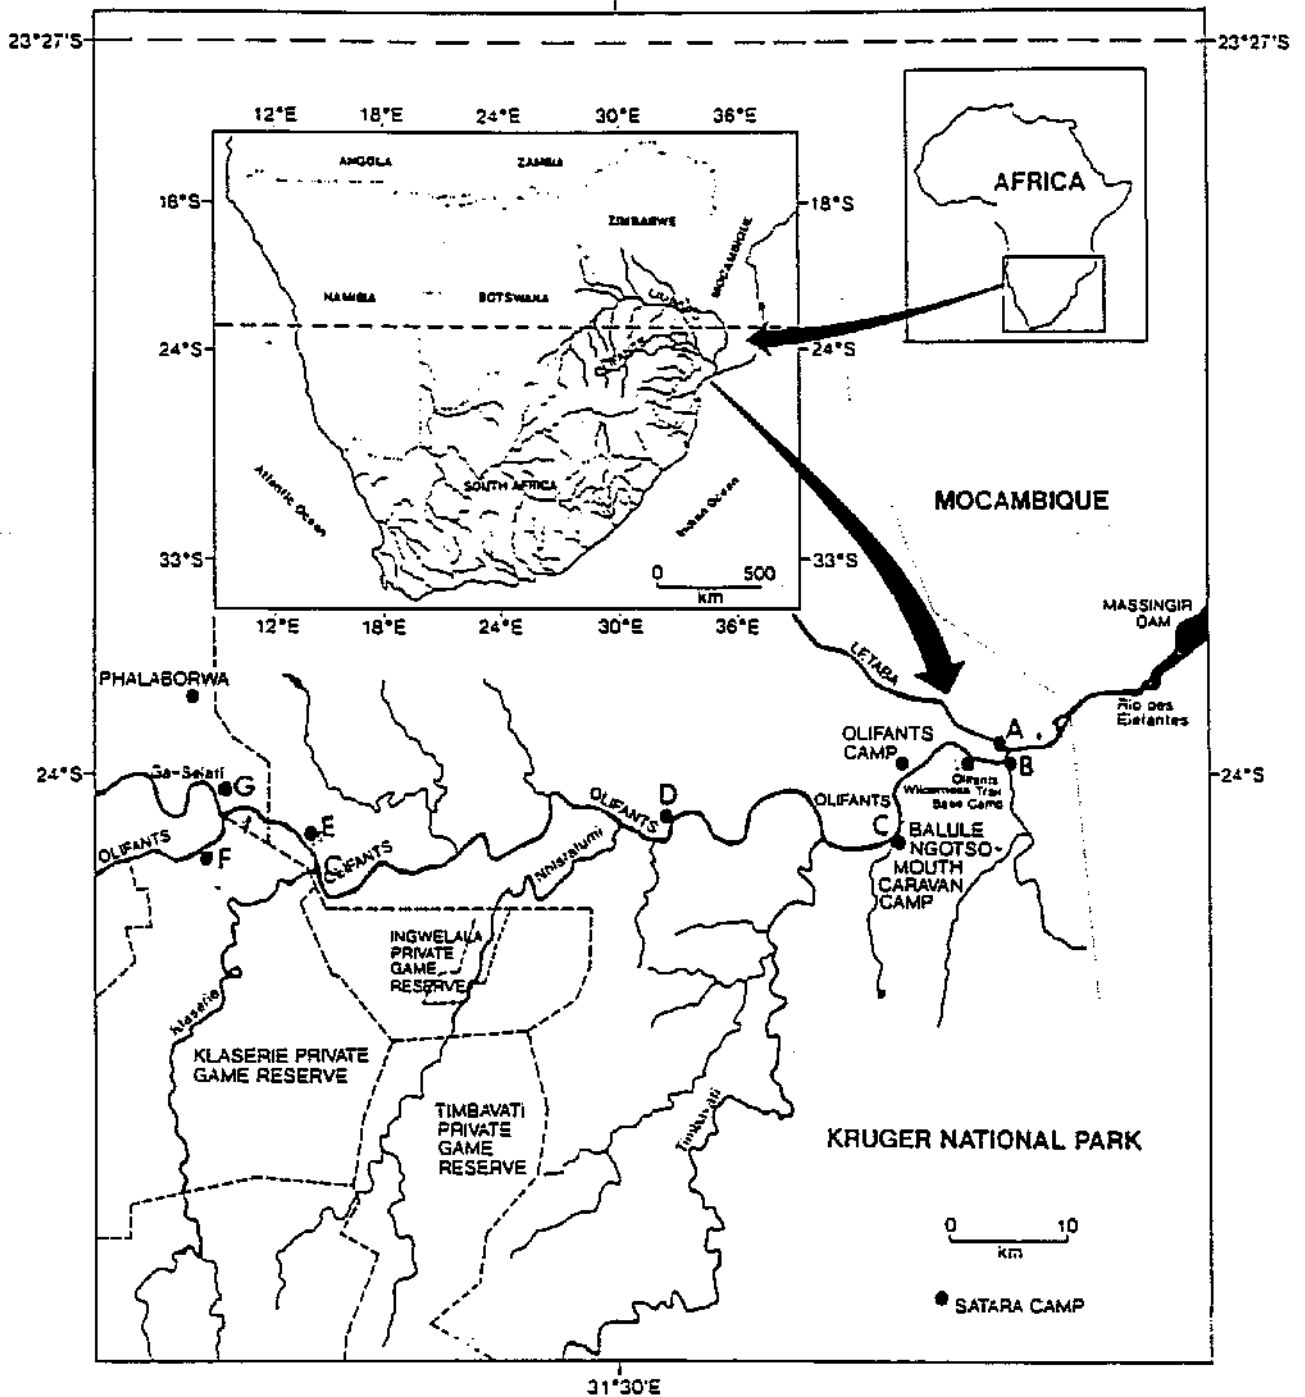 23°27'S
23°27'S
12°E
18°E
24°E
30°E
36°E
ANGOLA
ZAMBIA
AFRICA
18°S
18°S
ZIMBABWE
MOCAMBIQUE
NAMIBIA
BOTSWANA
24°S
24°S
SOUTH AFRICA
Atlantic Ocean
Indian Ocean
MOCAMBIQUE
33°S
33°S
0 500
km
12°E
18°E
24°E
30°E
36°E
MASSINGIR
DAM
LETABA
PHALABORWA
Rio des
Elefantes
A
OLIFANTS
CAMP
B
24°S
24°S
Ga-Selati
G
Olifants
Wilderness Trail
Base Camp
OLIFANTS
D
OLIFANTS
E
C
BALULE
NGOTSO-
MOUTH
CARAVAN
CAMP
OLIFANTS
F
C
OLIFANTS
INGWELALA
PRIVATE
GAME
RESERVE
Klaserie
KLASERIE PRIVATE
GAME RESERVE
TIMBAVATI
PRIVATE
GAME
RESERVE
Timbavati
KRUGER NATIONAL PARK
0 10
km
SATARA CAMP
31°30'E